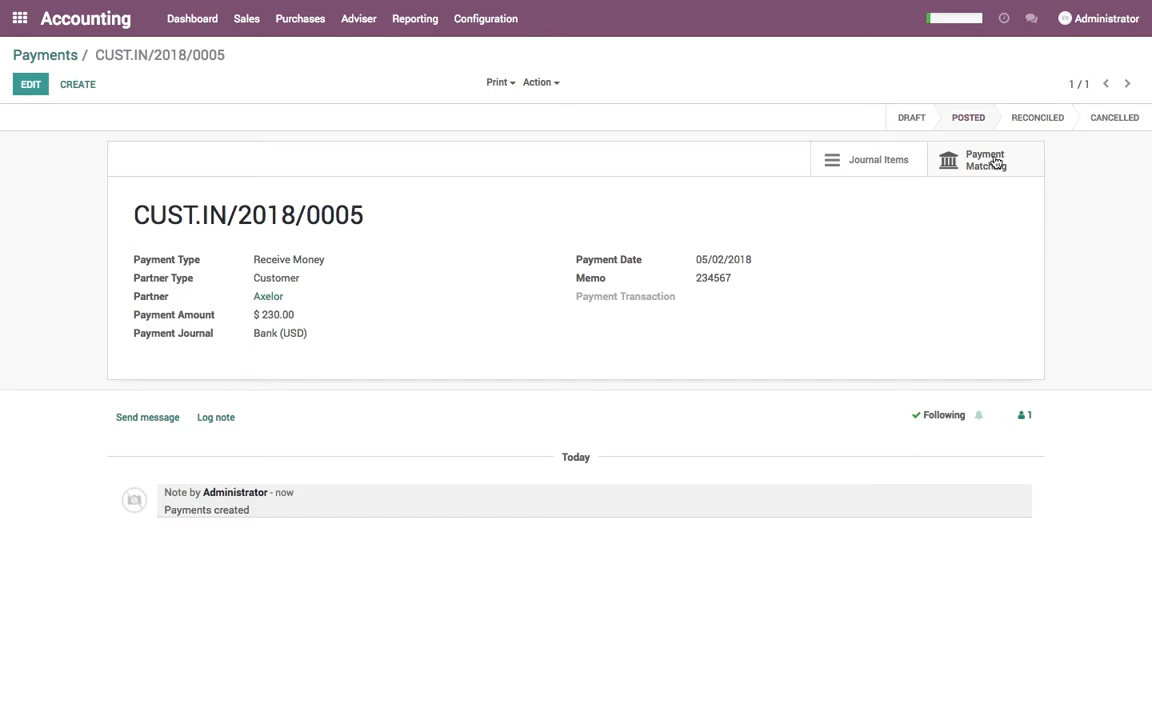 Accounting Dashboard Sales Purchases Adviser Reporting Configuration Administrator
Payments / CUST.IN/2018/0005
EDIT CREATE Print Action 1 / 1
DRAFT POSTED RECONCILED CANCELLED
Journal Items
Payment
Matching
CUST.IN/2018/0005
Payment Type Receive Money Payment Date 05/02/2018
Partner Type Customer Memo 234567
Partner Axelor Payment Transaction
Payment Amount $ 230.00
Payment Journal Bank (USD)
Send message Log note Following 1
Today
Note by Administrator - now
Payments created